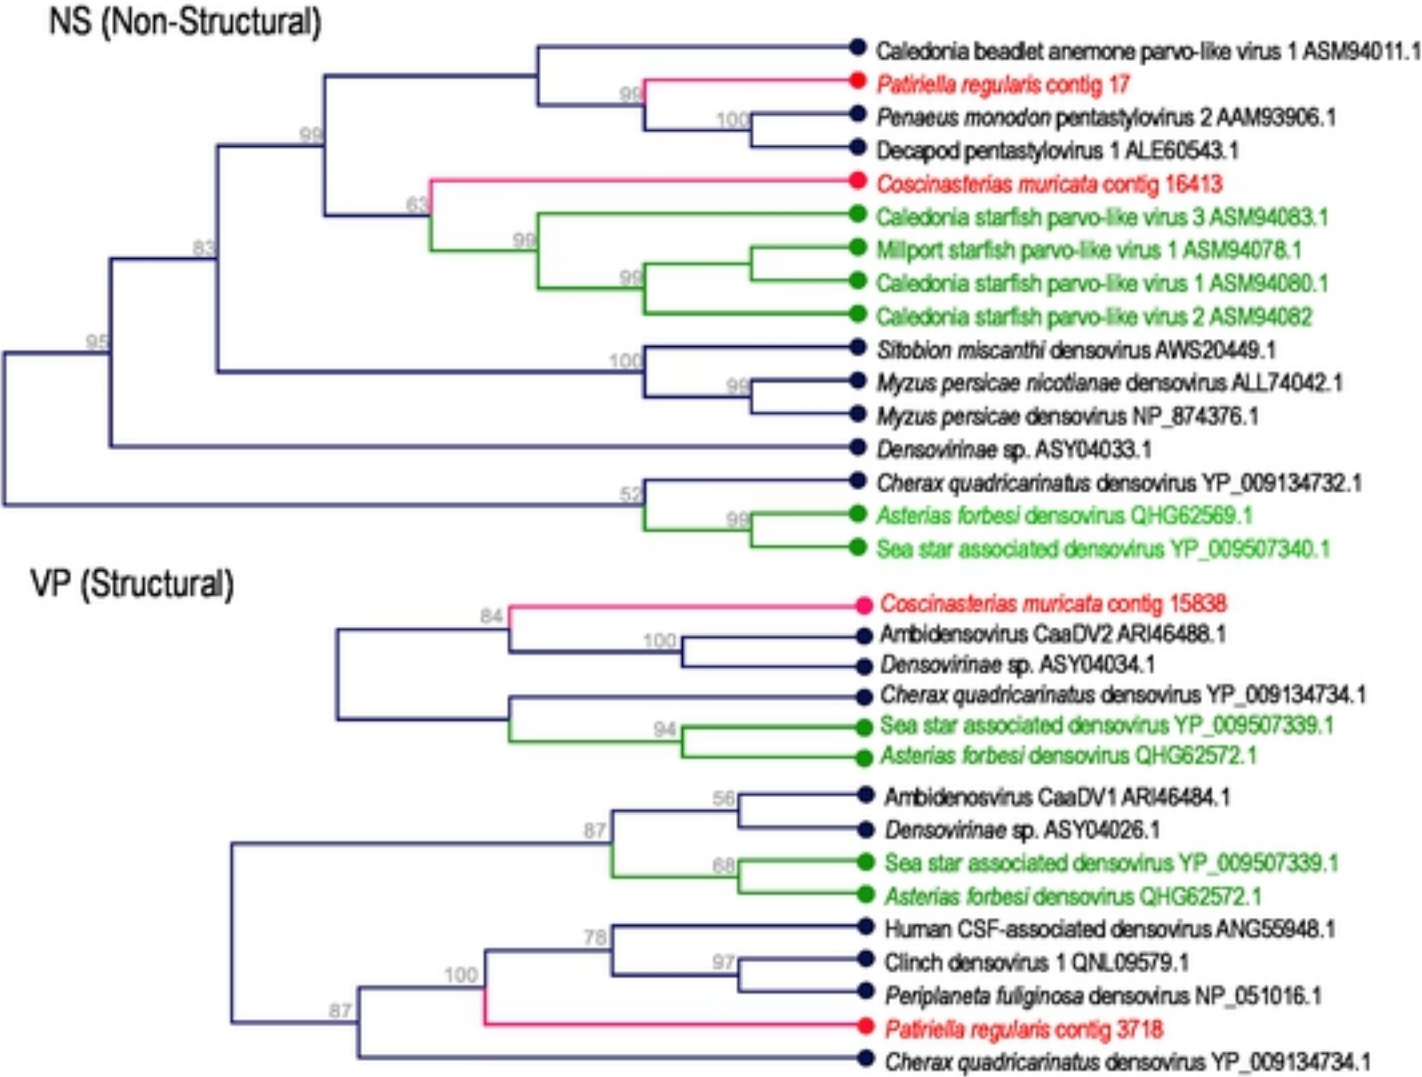 NS (Non-Structural)
Caledonia beadlet anemone parvo-like virus 1 ASM94011.1
99
Patiriella regularis contig 17
100
Penaeus monodon pentastylovirus 2 AAM93906.1
99
Decapod pentastylovirus 1 ALE60543.1
Coscinasterias muricata contig 16413
63
Caledonia starfish parvo-like virus 3 ASM94083.1
99
Millport starfish parvo-like virus 1 ASM94078.1
83
99
Caledonia starfish parvo-like virus 1 ASM94080.1
Caledonia starfish parvo-like virus 2 ASM94082
95
Sitobion miscanthi densovirus AWS20449.1
100
Myzus persicae nicotianae densovirus ALL74042.1
99
Myzus persicae densovirus NP_874376.1
Densovirinae sp. ASY04033.1
Cherax quadricarinatus densovirus YP_009134732.1
52
Asterias forbesi densovirus QHG62569.1
99
Sea star associated densovirus YP_009507340.1
VP (Structural)
Coscinasterias muricata contig 15838
84
Ambidensovirus CaaDV2 ARI46488.1
100
Densovirinae sp. ASY04034.1
Cherax quadricarinatus densovirus YP_009134734.1
Sea star associated densovirus YP_009507339.1
94
Asterias forbesi densovirus QHG62572.1
Ambidenosvirus CaaDV1 ARI46484.1
56
Densovirinae sp. ASY04026.1
87
Sea star associated densovirus YP_009507339.1
68
Asterias forbesi densovirus QHG62572.1
Human CSF-associated densovirus ANG55948.1
78
Clinch densovirus 1 QNL09579.1
97
100
Periplaneta fuliginosa densovirus NP_051016.1
87
Patiriella regularis contig 3718
Cherax quadricarinatus densovirus YP_009134734.1